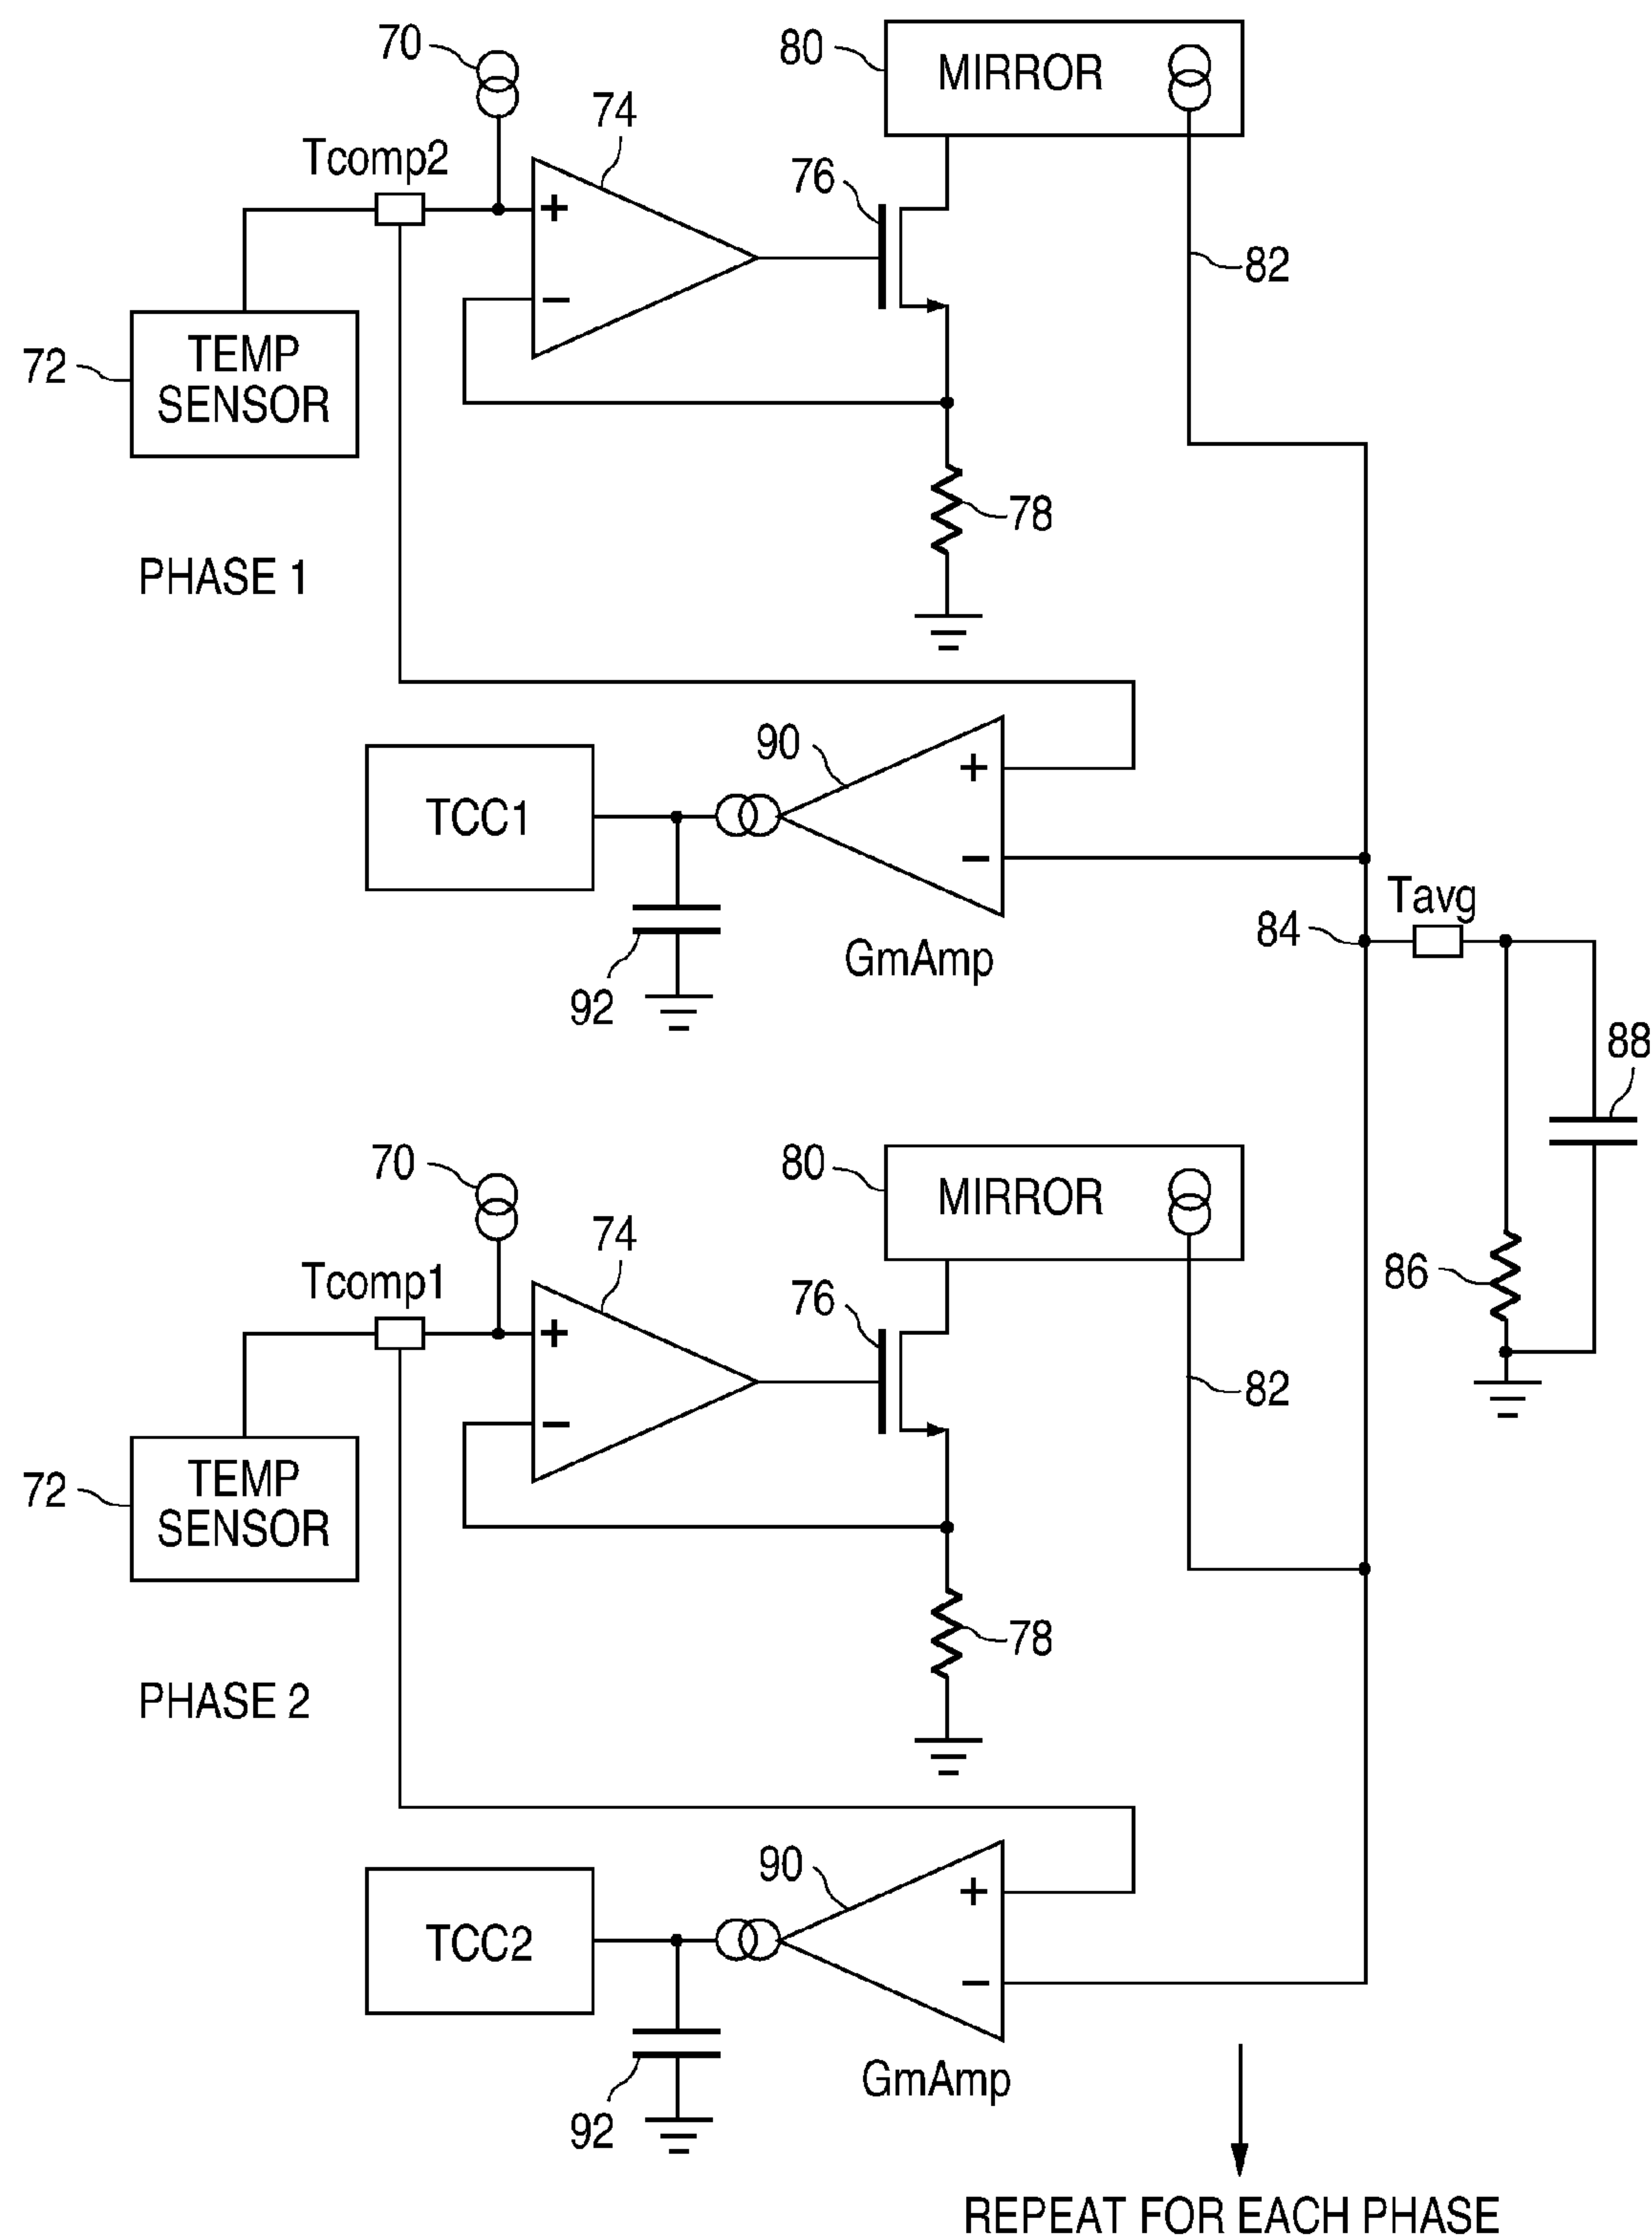 70
80
MIRROR
74
Tcomp2
76
+
82
−
TEMP
SENSOR
72
78
PHASE 1
90
+
TCC1
−
Tavg
84
GmAmp
92
88
70
80
MIRROR
74
Tcomp1
76
86
+
82
−
TEMP
SENSOR
72
78
PHASE 2
90
+
TCC2
−
GmAmp
92
REPEAT FOR EACH PHASE